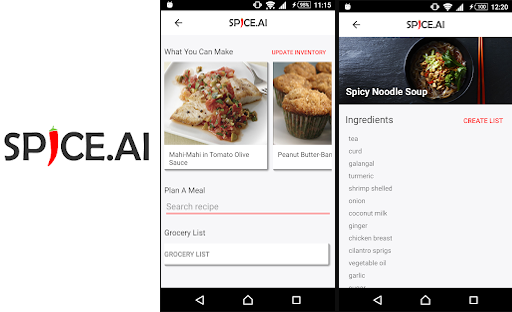 SPICE.AI
95% 11:15
SPICE.AI
What You Can Make
UPDATE INVENTORY
Mahi-Mahi in Tomato Olive
Sauce
Peanut Butter-Ban
Plan A Meal
Search recipe
Grocery List
GROCERY LIST
100 12:20
SPICE.AI
Spicy Noodle Soup
Ingredients
CREATE LIST
tea
curd
galangal
turmeric
shrimp shelled
onion
coconut milk
ginger
chicken breast
cilantro sprigs
vegetable oil
garlic